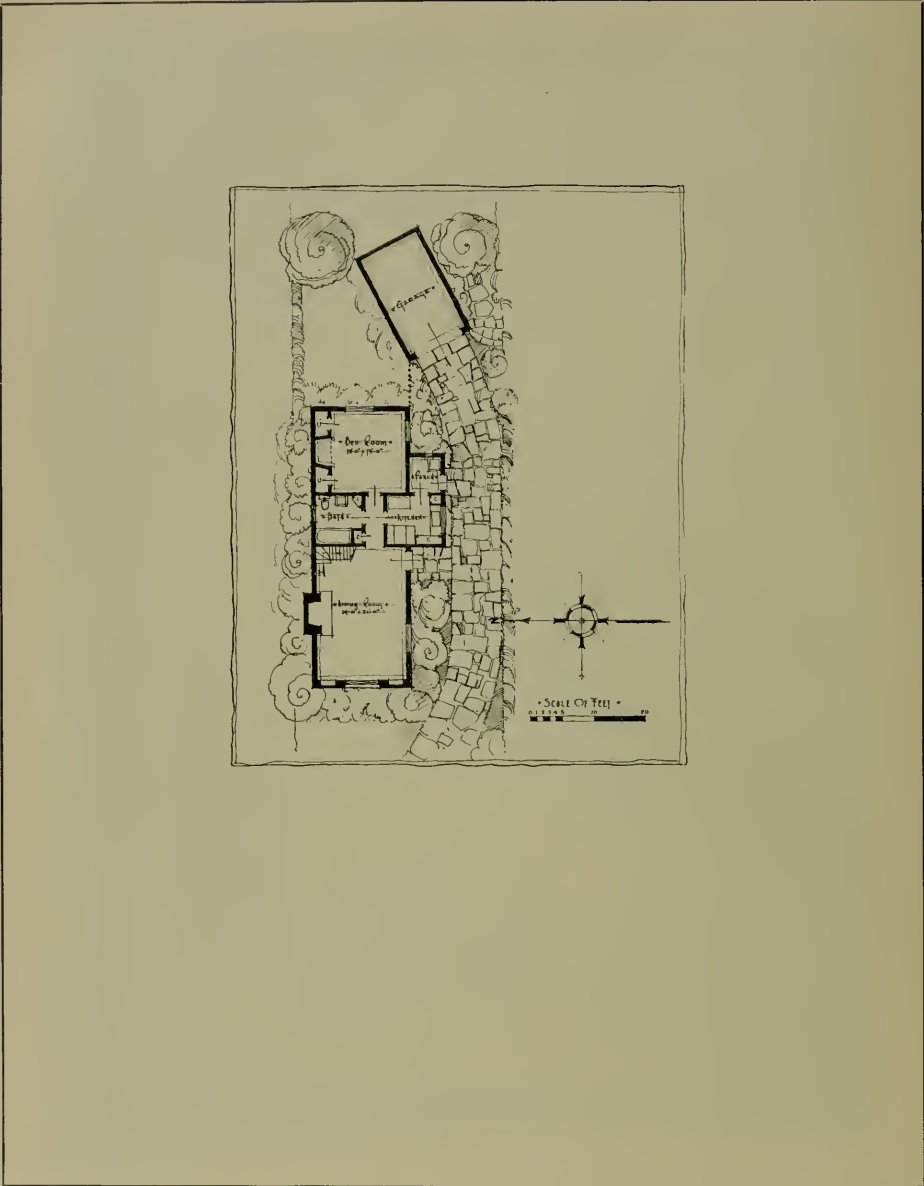 • Garage •
• Bed Room •
• Porch •
• Bath •
• Kitchen •
• Living Room •
N
• Scale Of Feet •
0 1 2 3 4 5 10 20